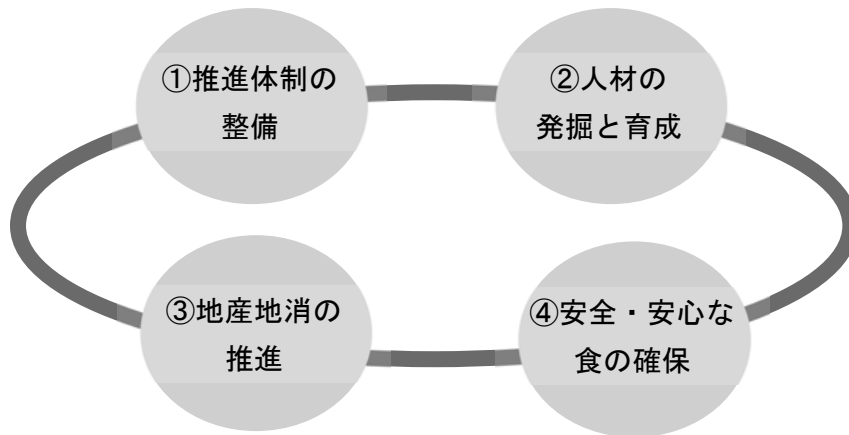 ①推進体制の
整備
②人材の
発掘と育成
③地産地消の
推進
④安全・安心な
食の確保